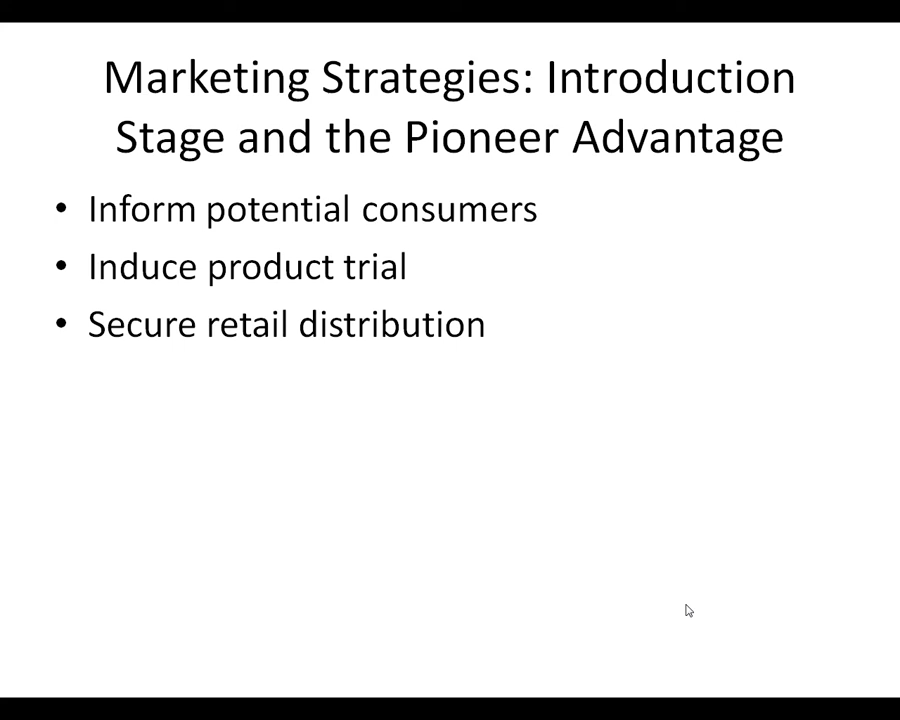 Marketing Strategies: Introduction
Stage and the Pioneer Advantage
• Inform potential consumers
• Induce product trial
• Secure retail distribution